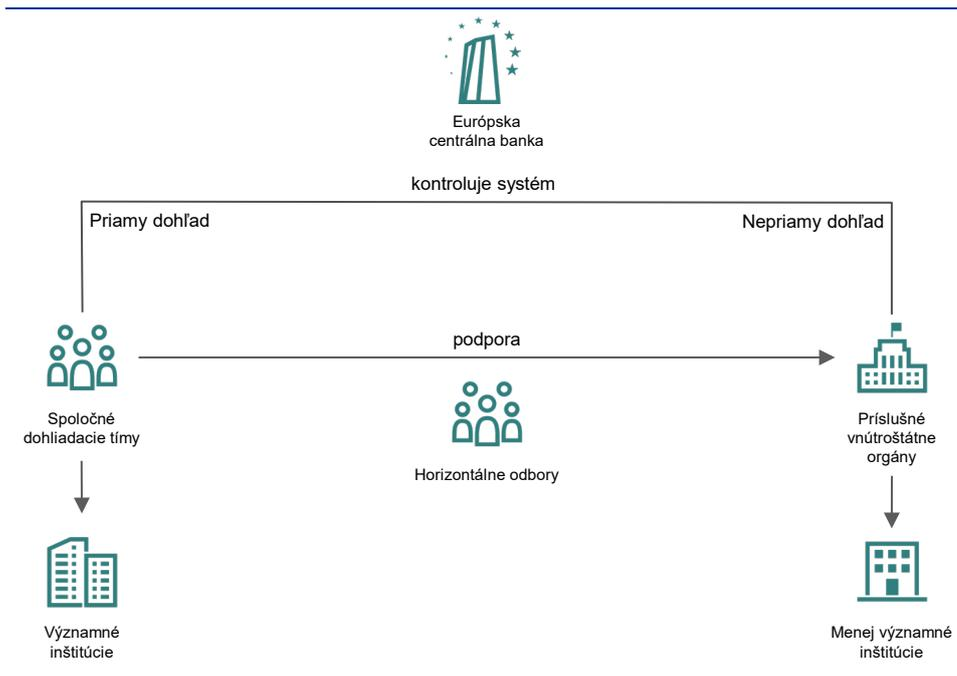 Európska
centrálna banka
kontroluje systém
Priamy dohľad
Nepriamy dohľad
podpora
Spoločné
dohliadacie tímy
Horizontálne odbory
Príslušné
vnútroštátne
orgány
Významné
inštitúcie
Menej významné
inštitúcie